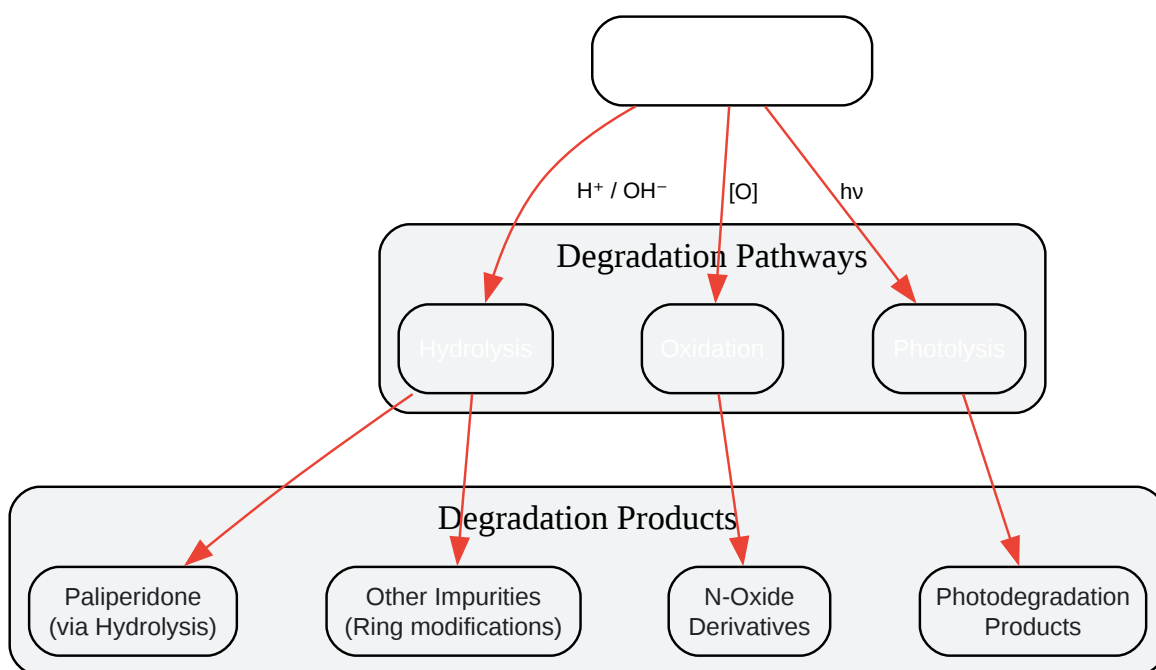 H⁺ / OH⁻
[O]
hν
Degradation Pathways
Hydrolysis
Oxidation
Photolysis
Degradation Products
Paliperidone
(via Hydrolysis)
Other Impurities
(Ring modifications)
N-Oxide
Derivatives
Photodegradation
Products